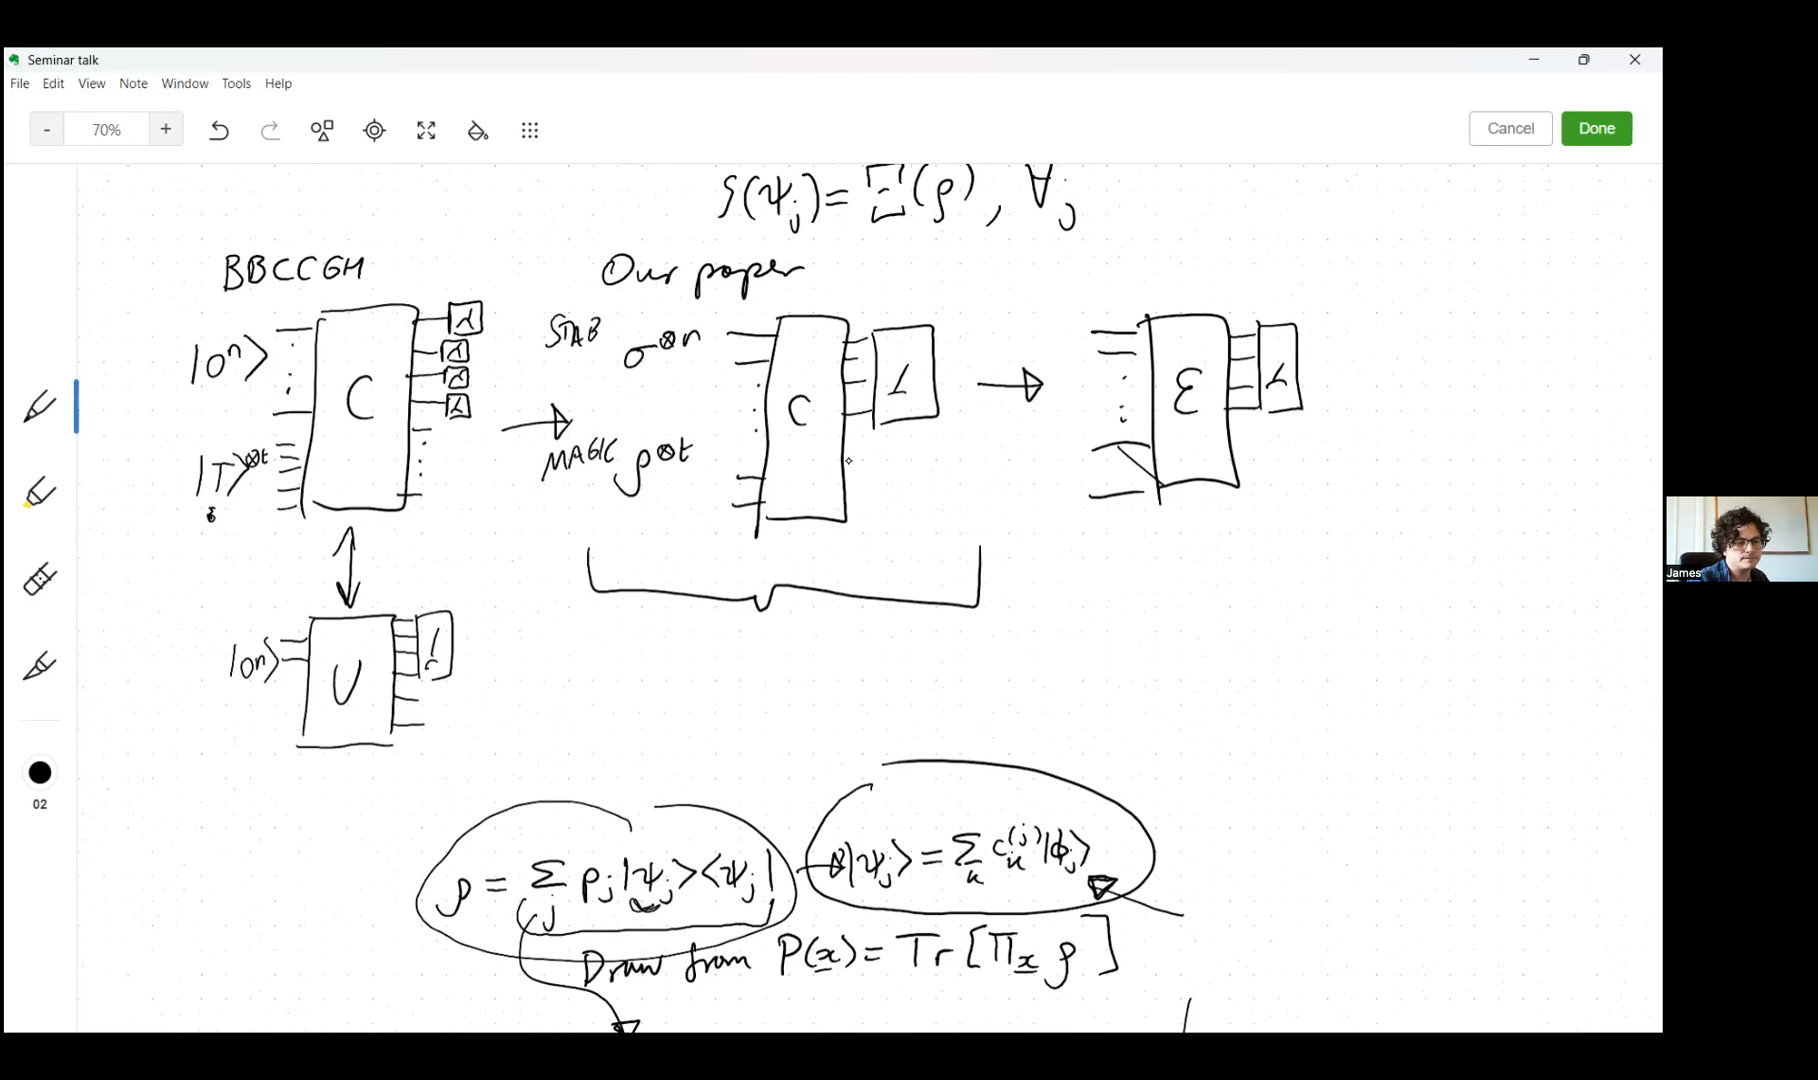 Seminar talk
File Edit View Note Window Tools Help
- 70% +
Cancel Done
ζ(ψ_j) = Ξ(ρ), ∀j
BBCCGH
Our paper
|0^n⟩
C
STAB σ^⊗n
C
ε
|T⟩^⊗t
MAGIC ρ^⊗t
James
|0^n⟩
U
02
ρ = Σ_j p_j |ψ_j⟩⟨ψ_j|
|ψ_j⟩ = Σ_k c_k^(j) |ϕ_j⟩
Draw from P(x) = Tr[Π_x ρ]